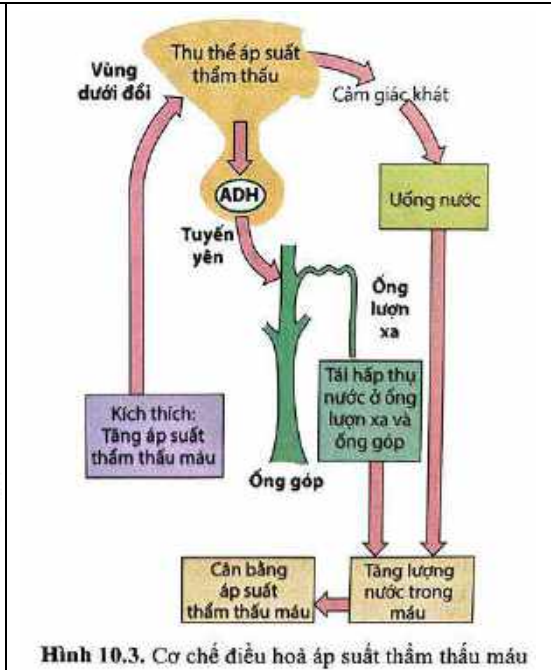 Thụ thể áp suất
thẩm thấu
Vùng
dưới đồi
Cảm giác khát
ADH
Uống nước
Tuyến
yên
Ống
lượn
xa
Tái hấp thụ
nước ở ống
lượn xa và
ống góp
Kích thích:
Tăng áp suất
thẩm thấu máu
Ống góp
Cân bằng
áp suất
thẩm thấu máu
Tăng lượng
nước trong
máu
Hình 10.3. Cơ chế điều hoà áp suất thẩm thấu máu